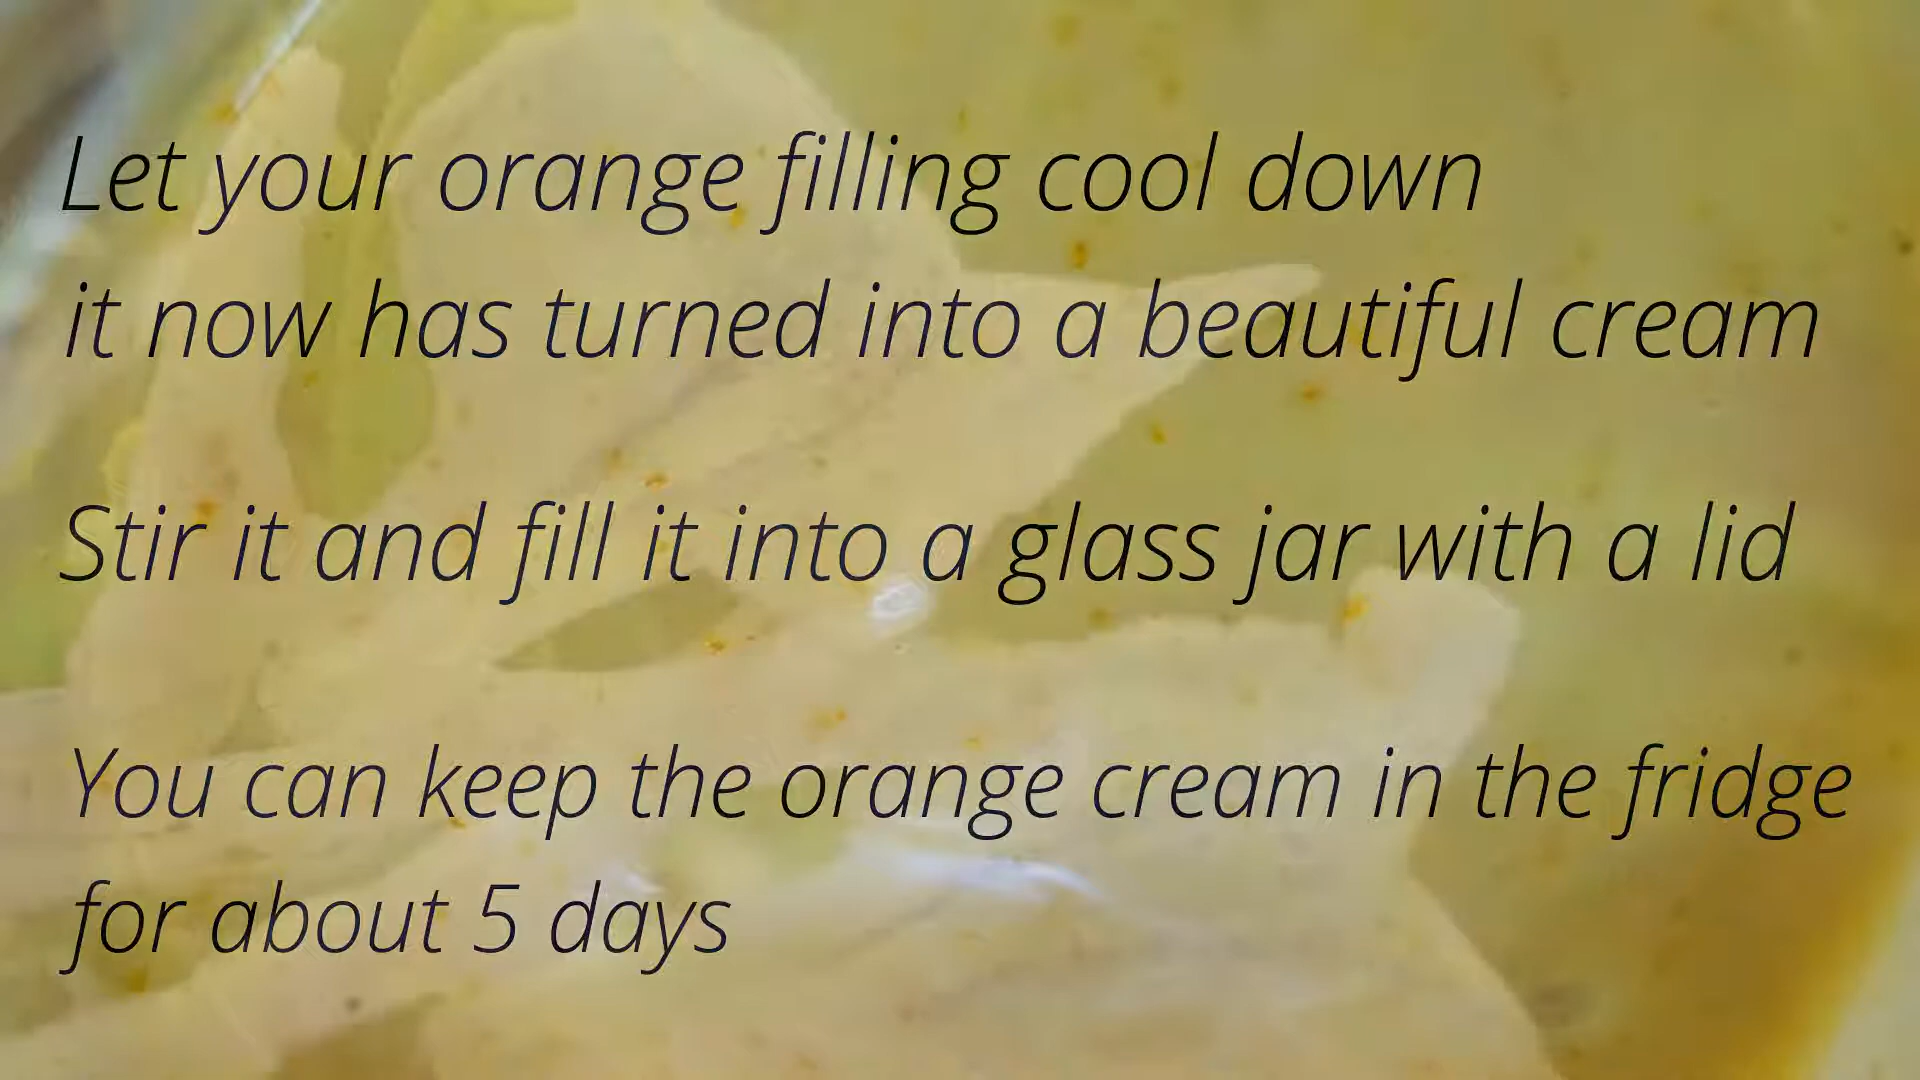 Let your orange filling cool down
it now has turned into a beautiful cream
Stir it and fill it into a glass jar with a lid
You can keep the orange cream in the fridge
for about 5 days